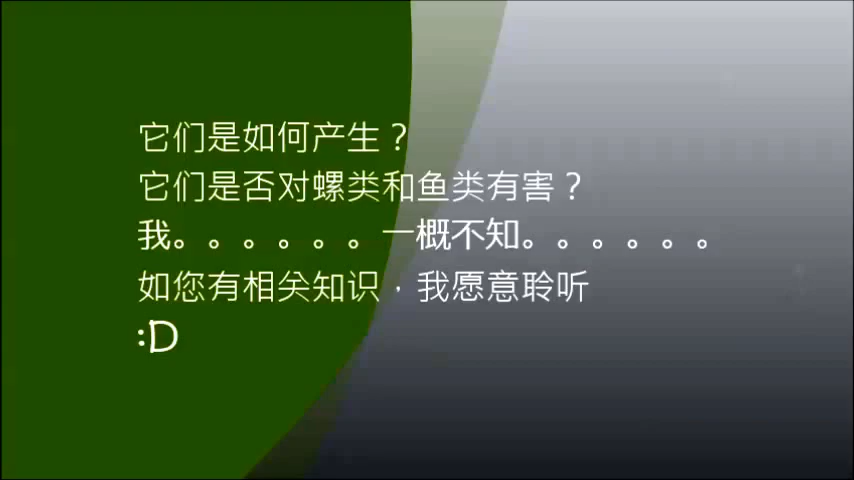 它们是如何产生？
它们是否对螺类和鱼类有害？
我。。。。。。一概不知。。。。。。
如您有相关知识，我愿意聆听
:D